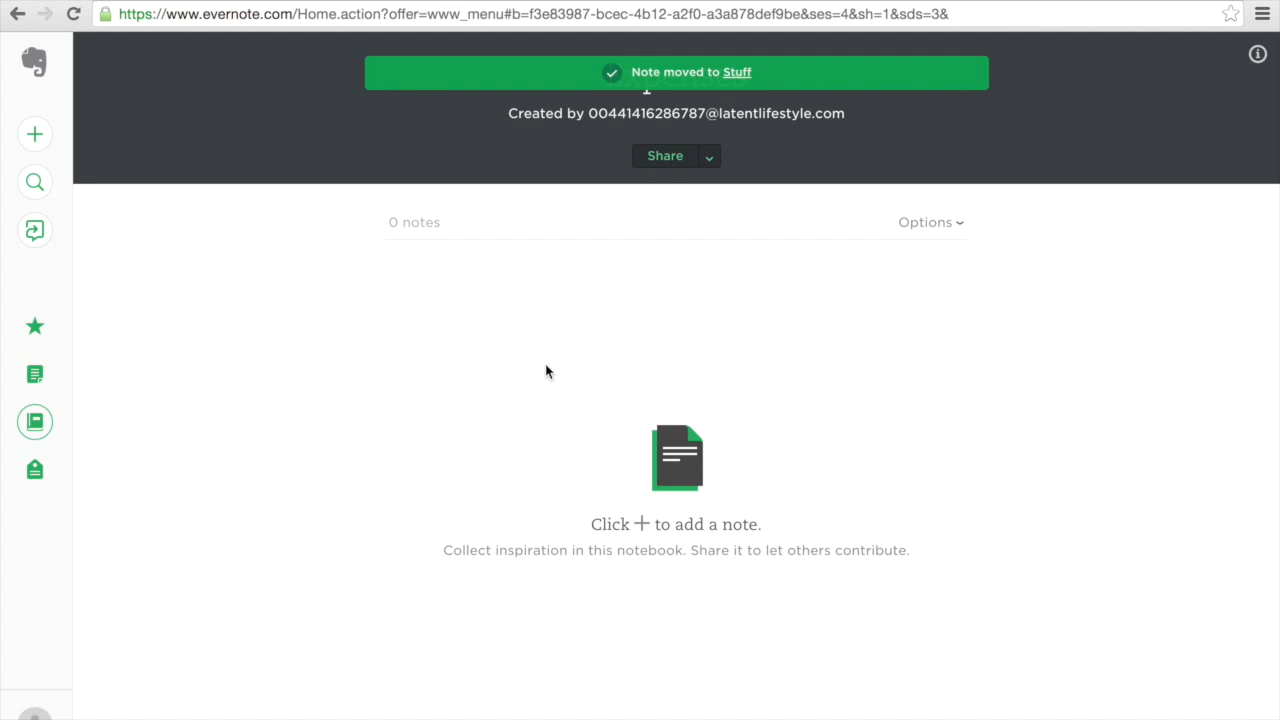 https://www.evernote.com/Home.action?offer=www_menu#b=f3e83987-bcec-4b12-a2f0-a3a878def9be&ses=4&sh=1&sds=3&
Note moved to Stuff
Created by 00441416286787@latentlifestyle.com
Share
0 notes Options
Click + to add a note.
Collect inspiration in this notebook. Share it to let others contribute.